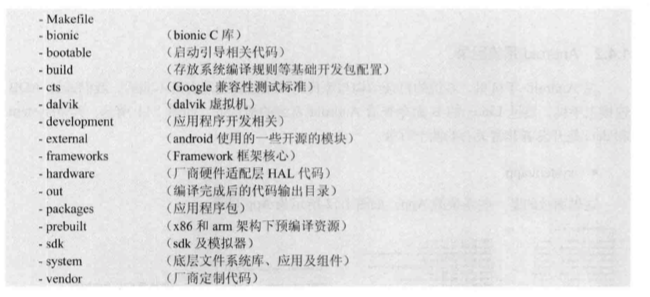 - Makefile
- bionic （bionic C 库）
- bootable （启动引导相关代码）
- build （存放系统编译规则等基础开发包配置）
- cts （Google 兼容性测试标准）
- dalvik （dalvik 虚拟机）
- development （应用程序开发相关）
- external （android 使用的一些开源的模块）
- frameworks （Framework 框架核心）
- hardware （厂商硬件适配层 HAL 代码）
- out （编译完成后的代码输出目录）
- packages （应用程序包）
- prebuilt （x86 和 arm 架构下预编译资源）
- sdk （sdk 及模拟器）
- system （底层文件系统库、应用及组件）
- vendor （厂商定制代码）